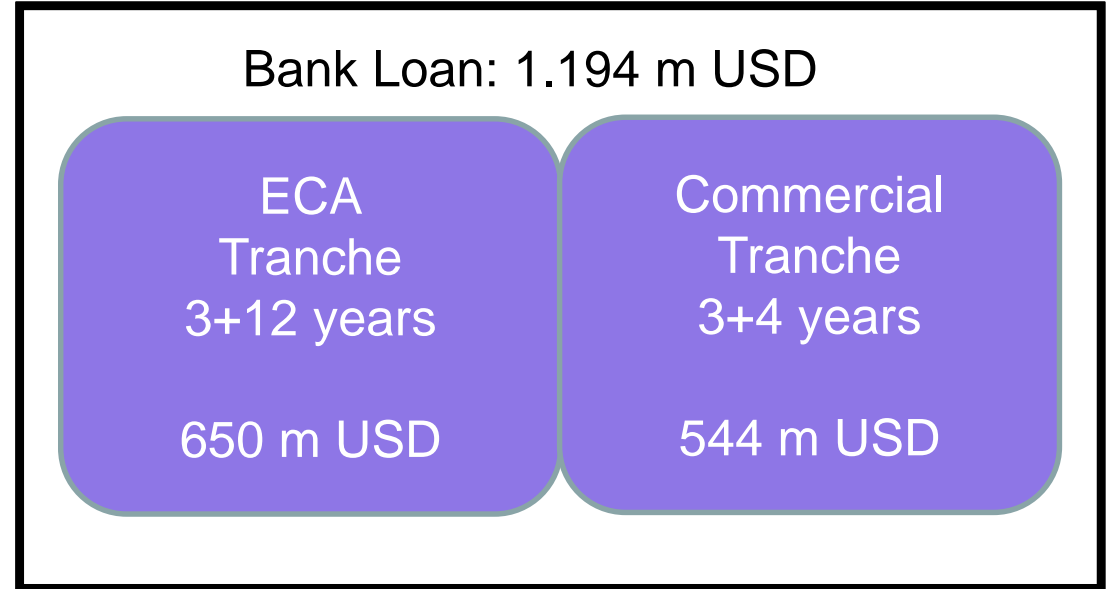 Bank Loan: 1.194 m USD
ECA
Tranche
3+12 years
650 m USD
Commercial
Tranche
3+4 years
544 m USD